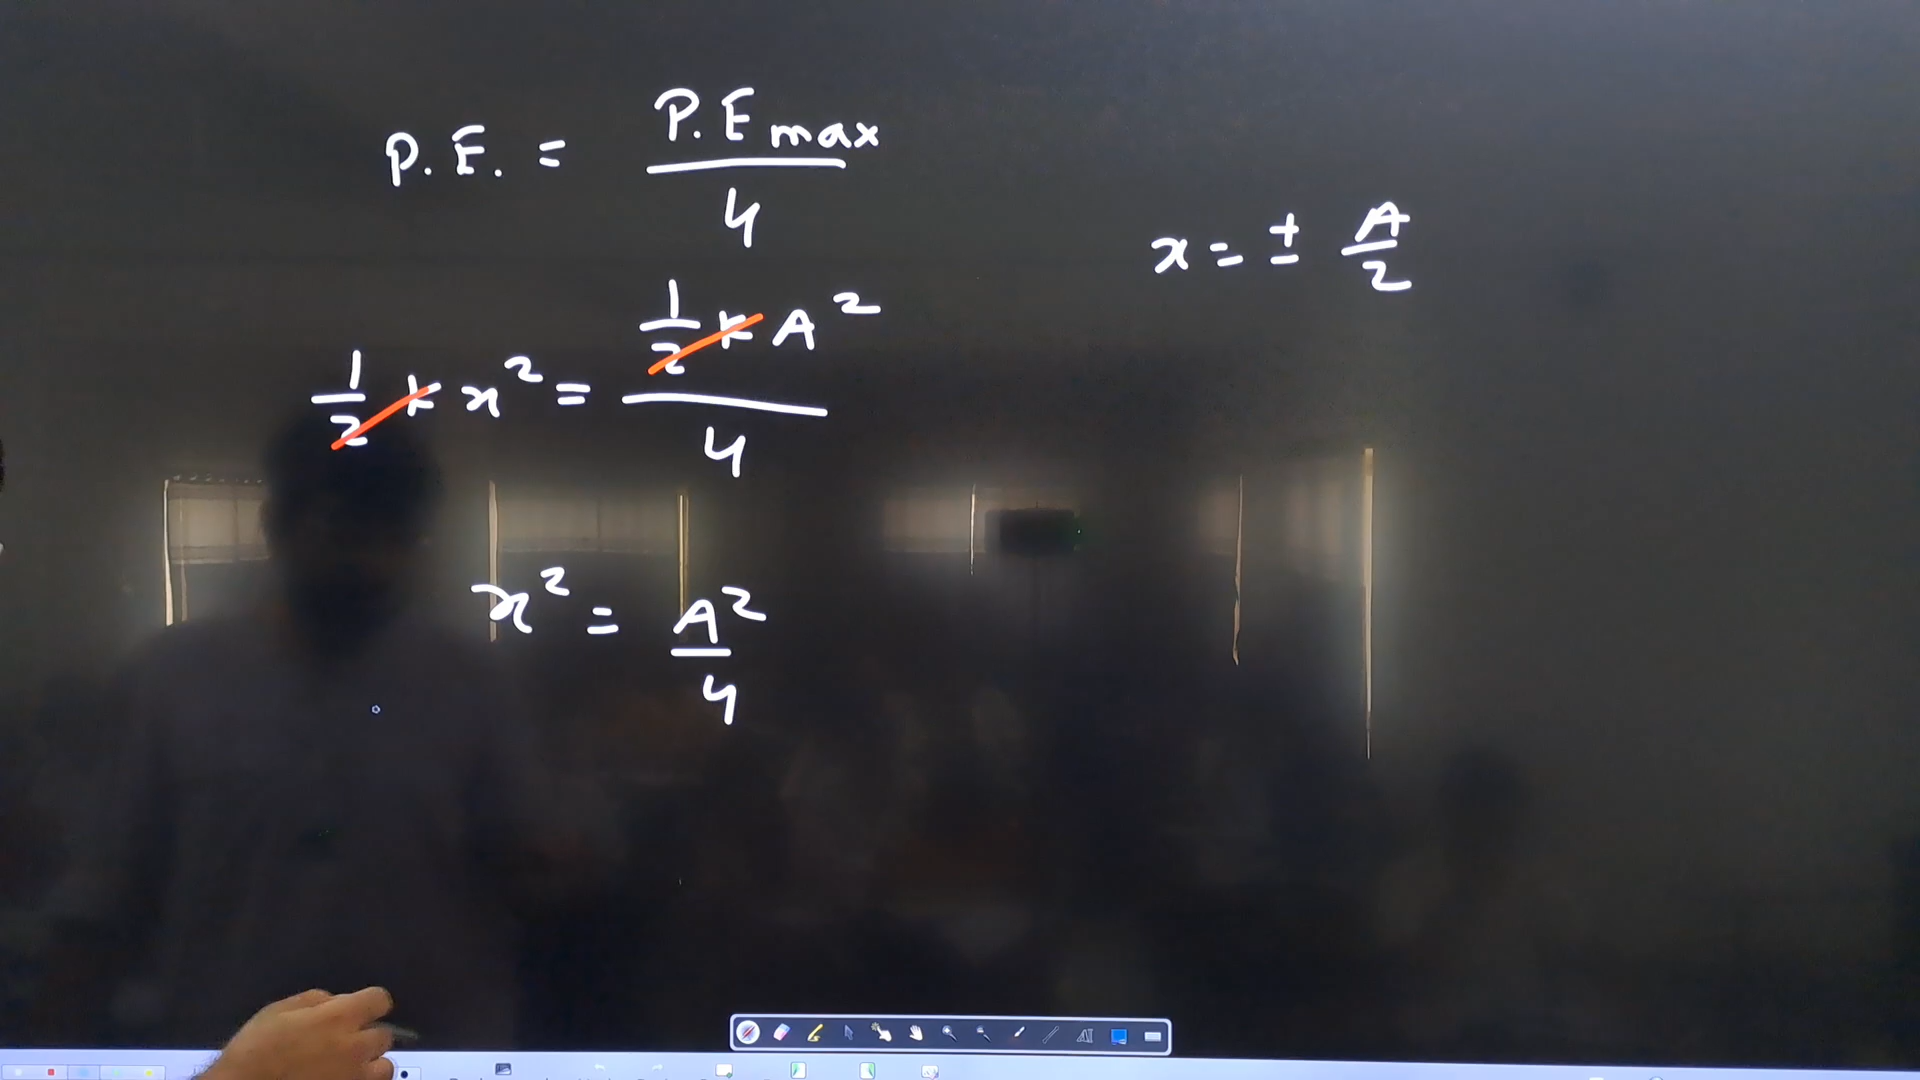 P.E. = P.E max / 4
1/2 k x² = 1/2 k A² / 4
x² = A² / 4
x = ± A / 2